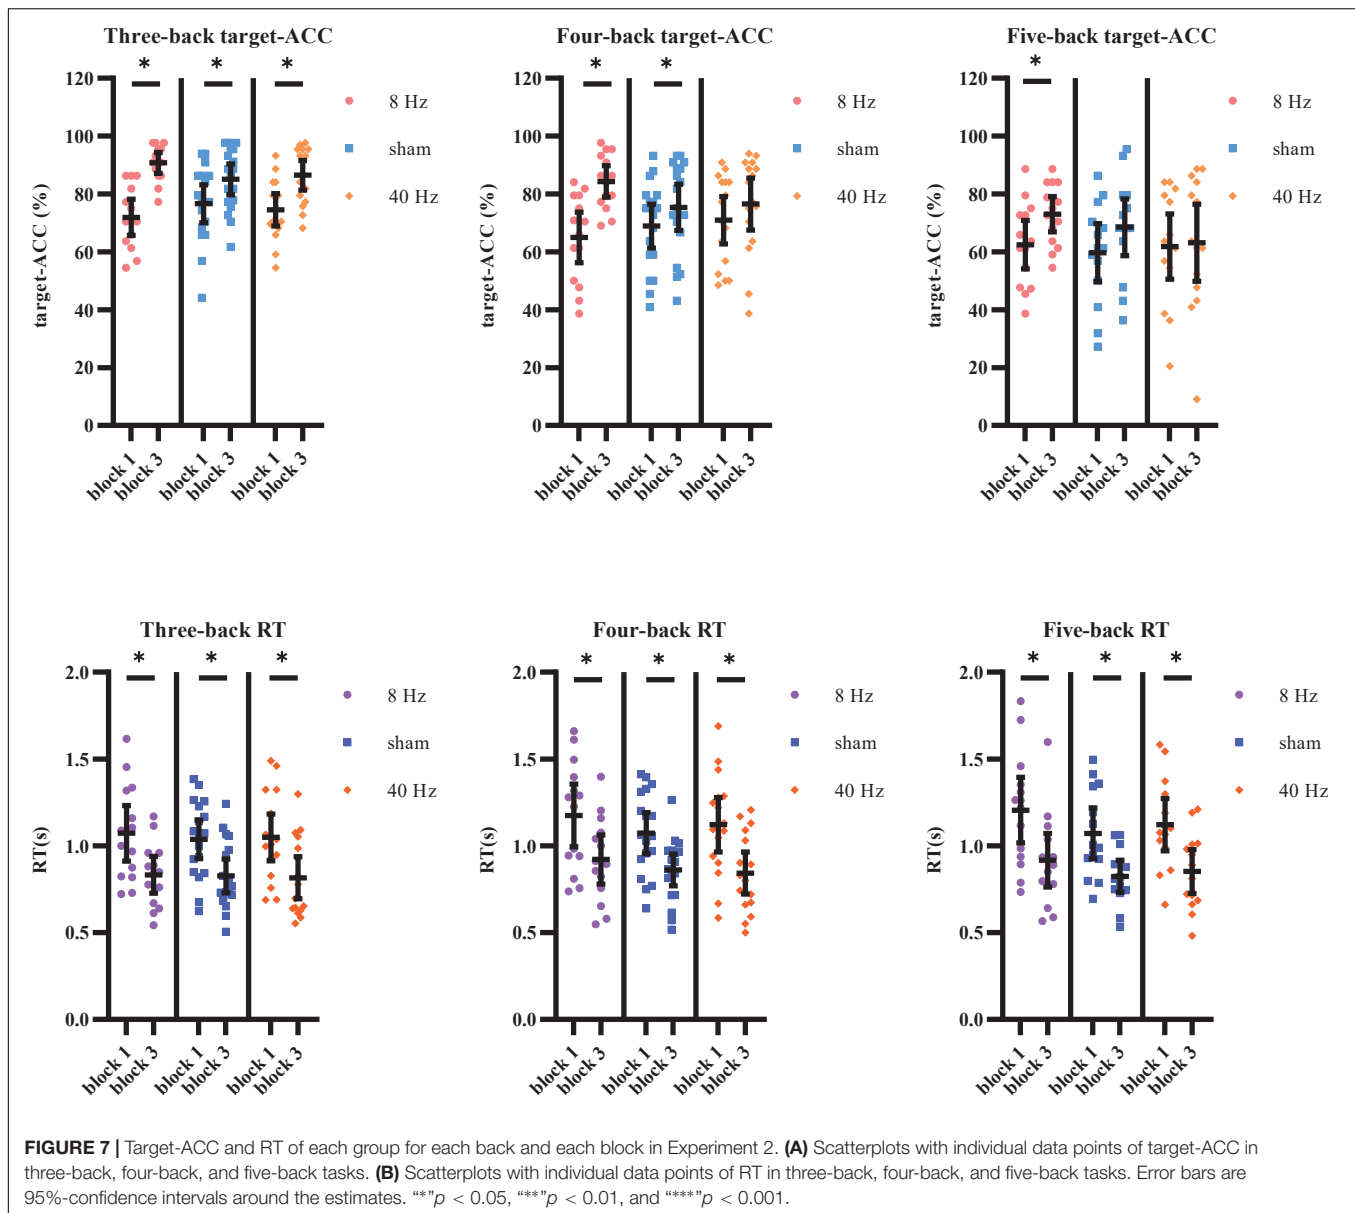 Three-back target-ACC
* * *
target-ACC (%)
120
100
80
60
40
20
0
block 1 block 3 block 1 block 3 block 1 block 3
8 Hz
sham
40 Hz
Four-back target-ACC
* *
target-ACC (%)
120
100
80
60
40
20
0
block 1 block 3 block 1 block 3 block 1 block 3
8 Hz
sham
40 Hz
Five-back target-ACC
*
target-ACC (%)
120
100
80
60
40
20
0
block 1 block 3 block 1 block 3 block 1 block 3
8 Hz
sham
40 Hz
Three-back RT
* * *
RT(s)
2.0
1.5
1.0
0.5
0.0
block 1 block 3 block 1 block 3 block 1 block 3
8 Hz
sham
40 Hz
Four-back RT
* * *
RT(s)
2.0
1.5
1.0
0.5
0.0
block 1 block 3 block 1 block 3 block 1 block 3
8 Hz
sham
40 Hz
Five-back RT
* * *
RT(s)
2.0
1.5
1.0
0.5
0.0
block 1 block 3 block 1 block 3 block 1 block 3
8 Hz
sham
40 Hz
FIGURE 7 | Target-ACC and RT of each group for each back and each block in Experiment 2. (A) Scatterplots with individual data points of target-ACC in
three-back, four-back, and five-back tasks. (B) Scatterplots with individual data points of RT in three-back, four-back, and five-back tasks. Error bars are
95%-confidence intervals around the estimates. "*"p < 0.05, "**"p < 0.01, and "***"p < 0.001.